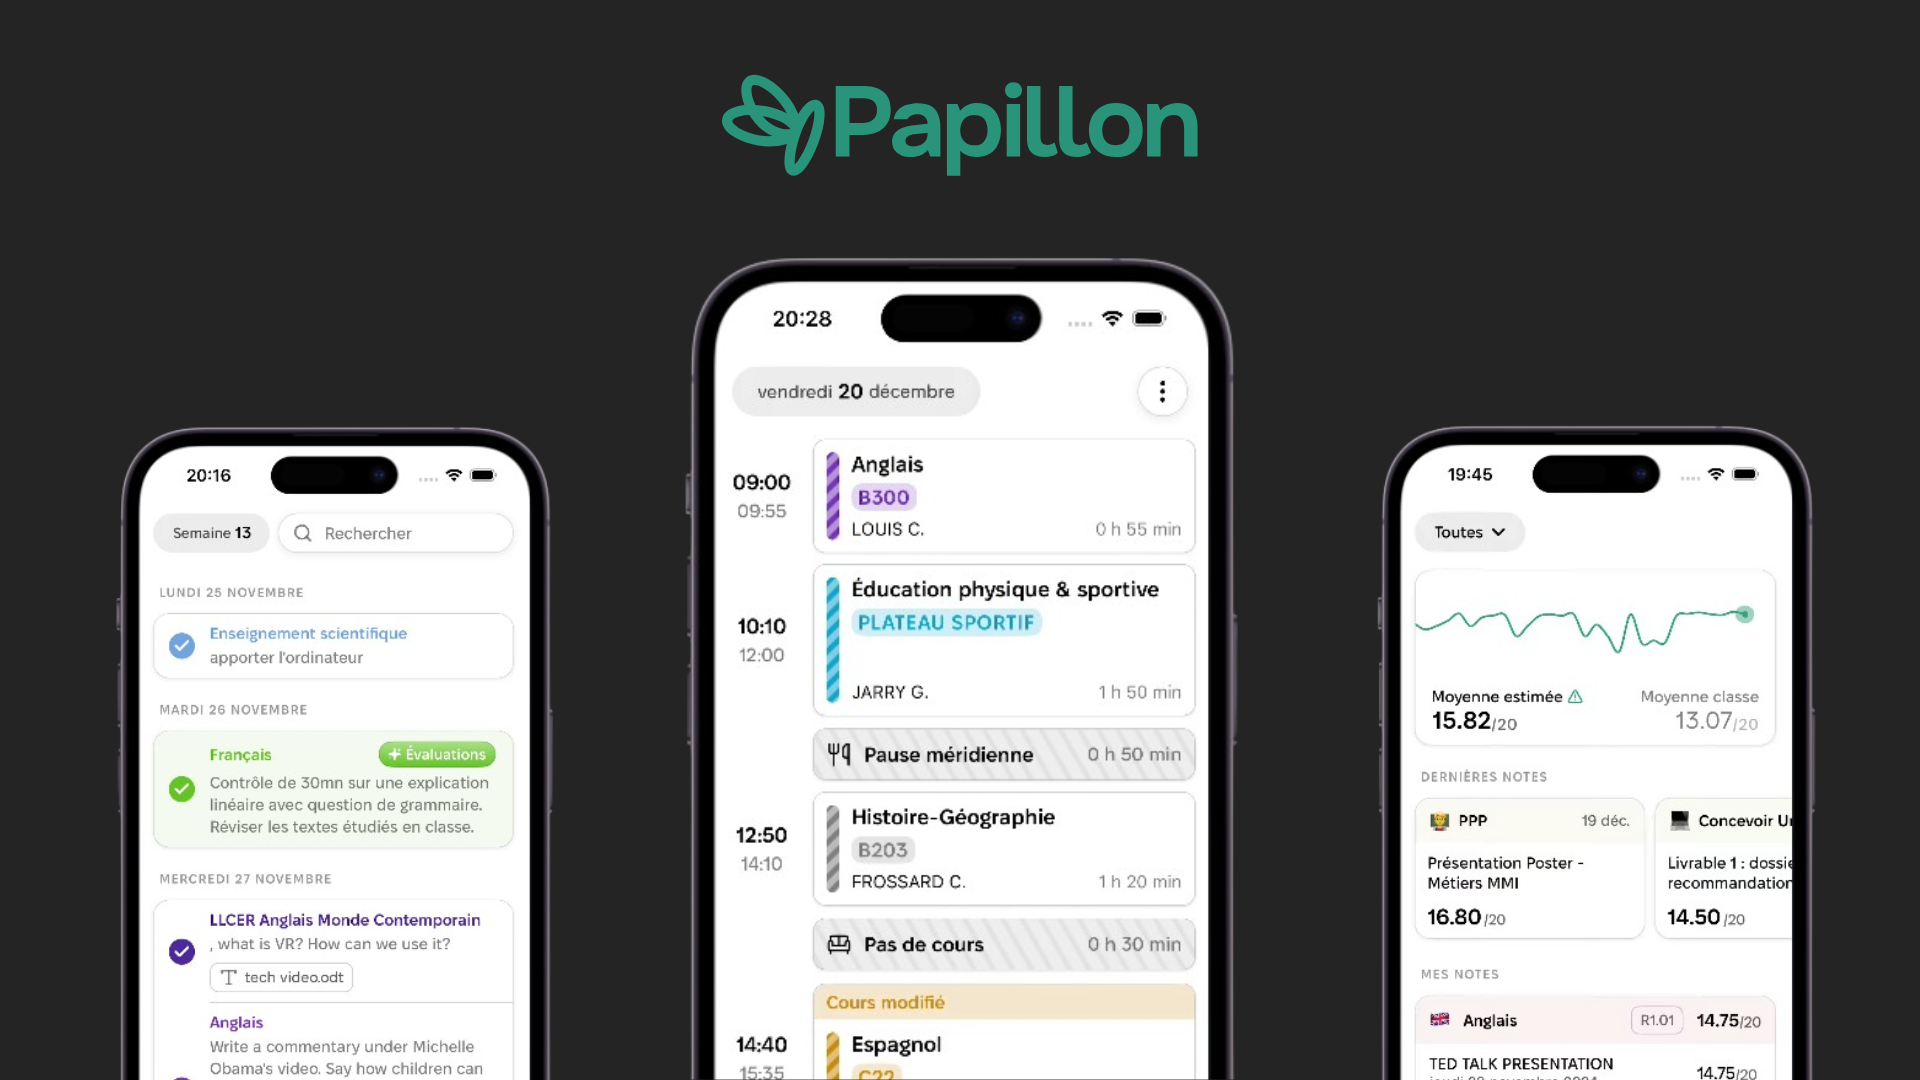 Papillon
20:16
Semaine 13
Rechercher
LUNDI 25 NOVEMBRE
Enseignement scientifique
apporter l'ordinateur
MARDI 26 NOVEMBRE
Français
Évaluations
Contrôle de 30mn sur une explication
linéaire avec question de grammaire.
Réviser les textes étudiés en classe.
MERCREDI 27 NOVEMBRE
LLCER Anglais Monde Contemporain
, what is VR? How can we use it?
tech video.odt
Anglais
Write a commentary under Michelle
Obama's video. Say how children can
20:28
vendredi 20 décembre
09:00
09:55
Anglais
B300
LOUIS C.
0 h 55 min
10:10
12:00
Éducation physique & sportive
PLATEAU SPORTIF
JARRY G.
1 h 50 min
Pause méridienne
0 h 50 min
12:50
14:10
Histoire-Géographie
B203
FROSSARD C.
1 h 20 min
Pas de cours
0 h 30 min
Cours modifié
14:40
15:35
Espagnol
C22
19:45
Toutes
Moyenne estimée
15.82/20
Moyenne classe
13.07/20
DERNIÈRES NOTES
PPP
19 déc.
Présentation Poster -
Métiers MMI
16.80/20
Concevoir
Livrable 1 : dossie
recommandation
14.50/20
MES NOTES
Anglais
R1.01
14.75/20
TED TALK PRESENTATION
14.75/20